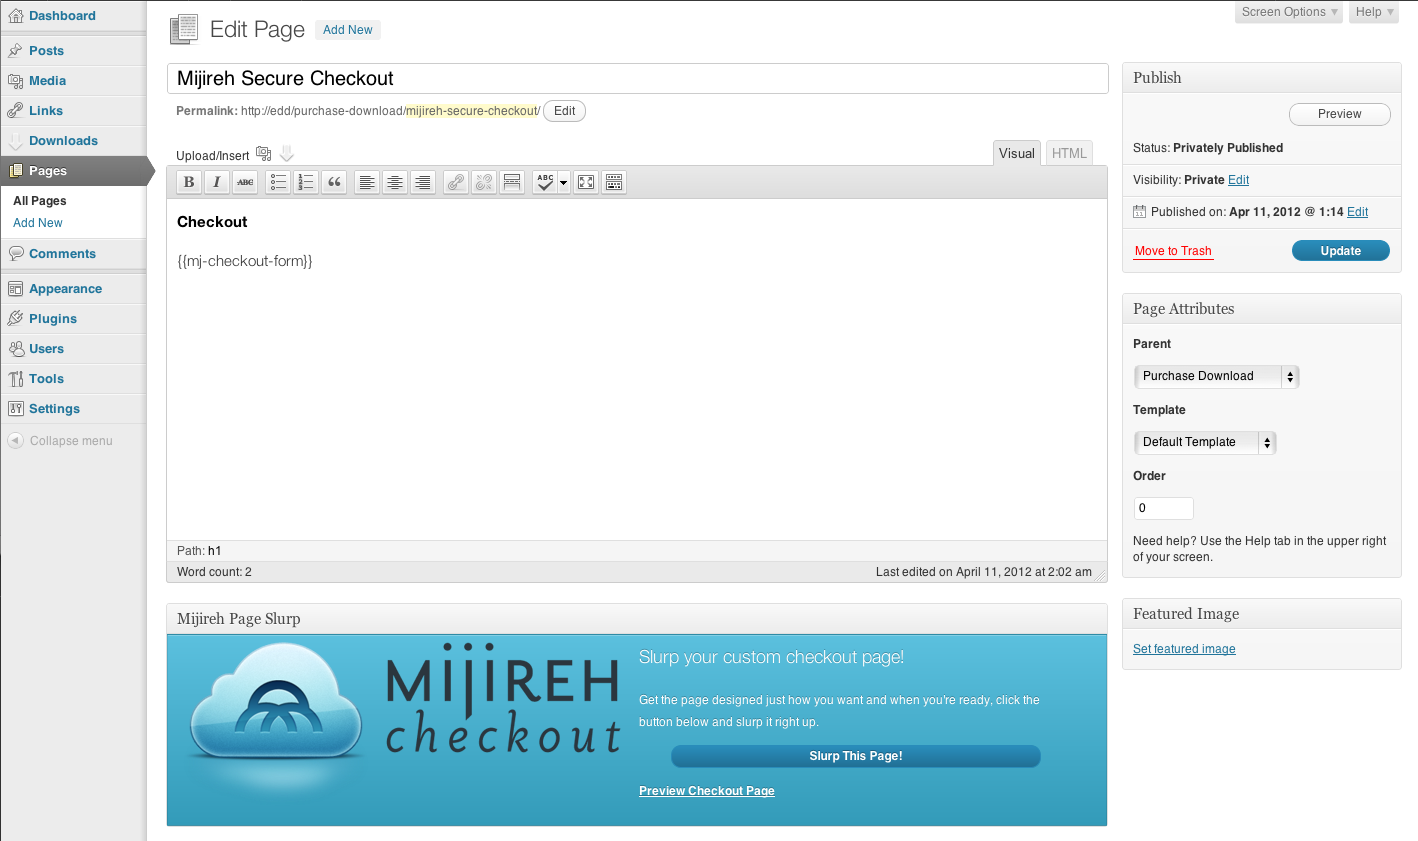 Screen Options
Help
Dashboard
Posts
Media
Links
Downloads
Pages
All Pages
Add New
Comments
Appearance
Plugins
Users
Tools
Settings
Collapse menu
Edit Page
Add New
Mijireh Secure Checkout
Permalink: http://edd/purchase-download/mijireh-secure-checkout/ Edit
Upload/Insert
Visual
HTML
B I ABC
ABC
Checkout
{{mj-checkout-form}}
Path: h1
Word count: 2
Last edited on April 11, 2012 at 2:02 am
Mijireh Page Slurp
MIJIREH
checkout
Slurp your custom checkout page!
Get the page designed just how you want and when you're ready, click the
button below and slurp it right up.
Slurp This Page!
Preview Checkout Page
Publish
Preview
Status: Privately Published
Visibility: Private Edit
Published on: Apr 11, 2012 @ 1:14 Edit
Move to Trash
Update
Page Attributes
Parent
Purchase Download
Template
Default Template
Order
0
Need help? Use the Help tab in the upper right
of your screen.
Featured Image
Set featured image